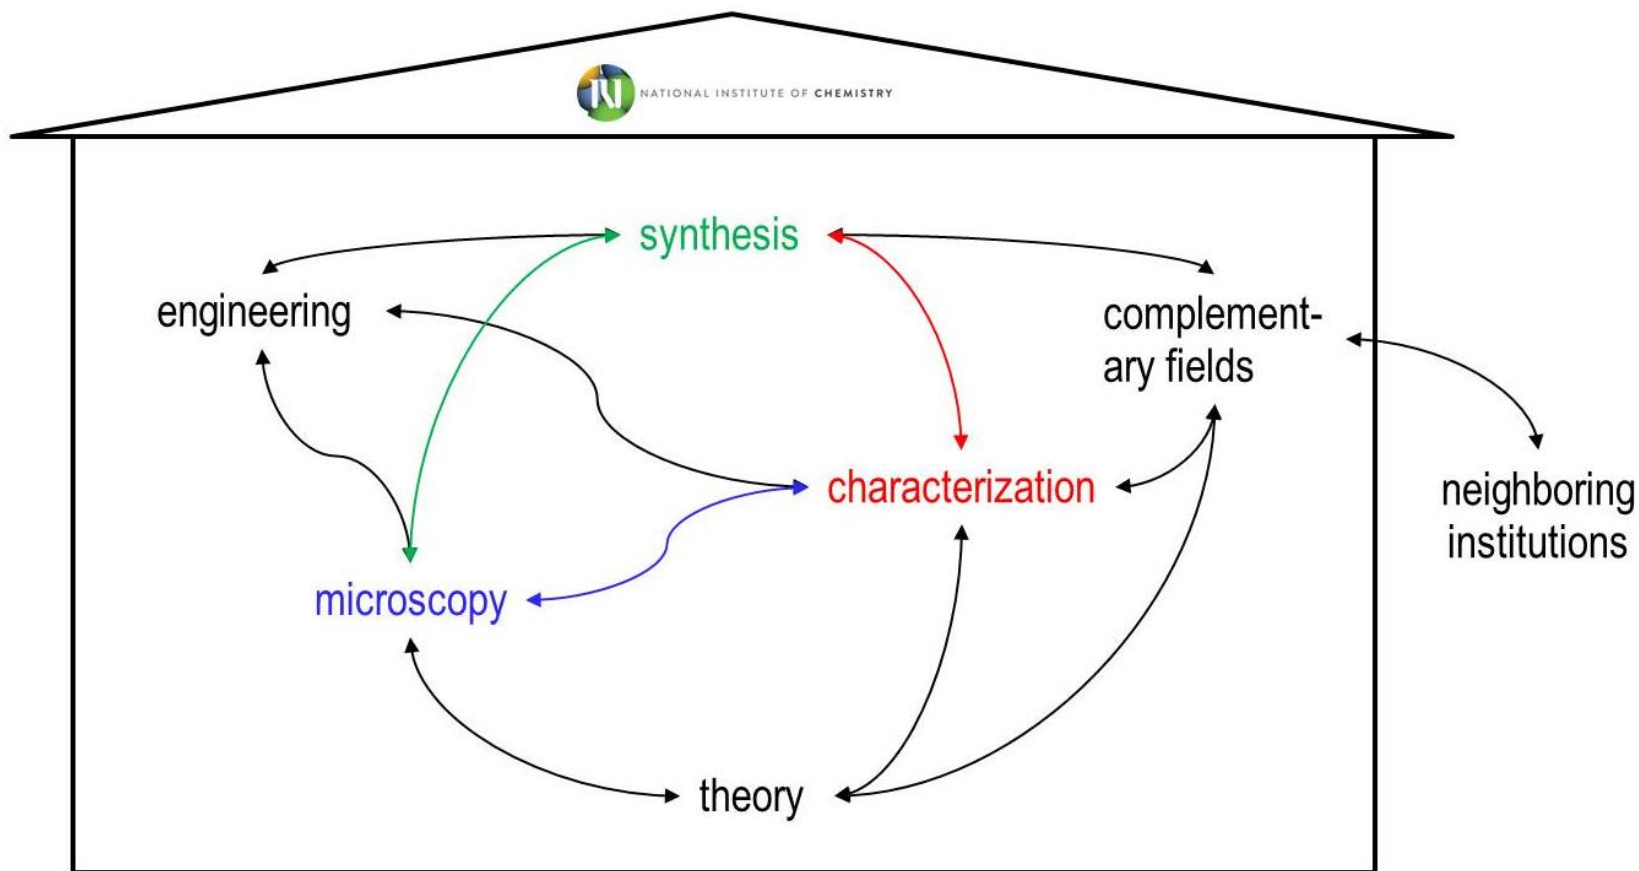 NATIONAL INSTITUTE OF CHEMISTRY
synthesis
engineering
complement-
ary fields
characterization
neighboring
institutions
microscopy
theory